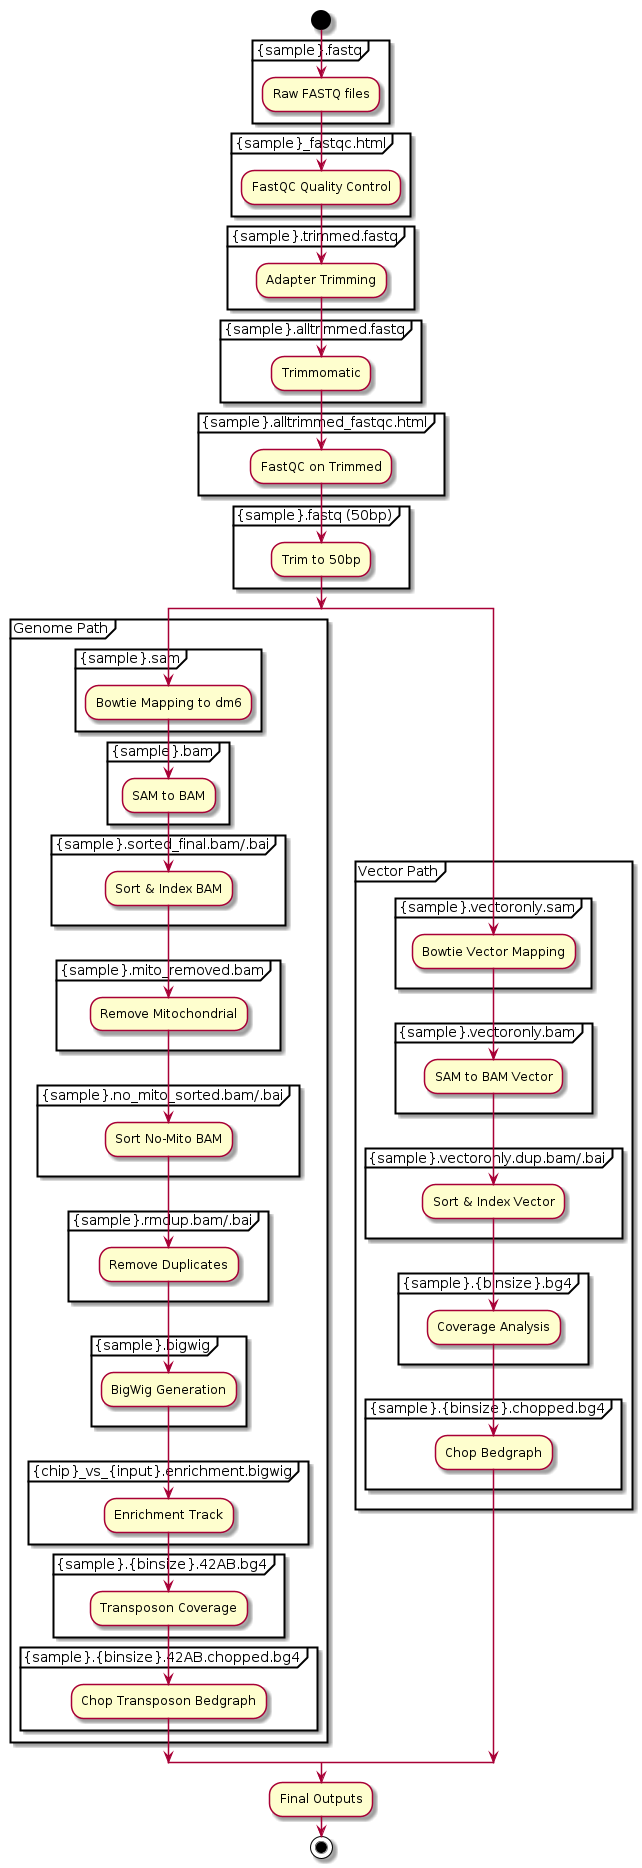 {sample}.fastq
Raw FASTQ files
{sample}_fastqc.html
FastQC Quality Control
{sample}.trimmed.fastq
Adapter Trimming
{sample}.alltrimmed.fastq
Trimmomatic
{sample}.alltrimmed_fastqc.html
FastQC on Trimmed
{sample}.fastq (50bp)
Trim to 50bp
Genome Path
{sample}.sam
Bowtie Mapping to dm6
{sample}.bam
SAM to BAM
{sample}.sorted_final.bam/.bai
Sort & Index BAM
{sample}.mito_removed.bam
Remove Mitochondrial
{sample}.no_mito_sorted.bam/.bai
Sort No-Mito BAM
{sample}.rmdup.bam/.bai
Remove Duplicates
{sample}.bigwig
BigWig Generation
{chip}_vs_{input}.enrichment.bigwig
Enrichment Track
{sample}.{binsize}.42AB.bg4
Transposon Coverage
{sample}.{binsize}.42AB.chopped.bg4
Chop Transposon Bedgraph
Vector Path
{sample}.vectoronly.sam
Bowtie Vector Mapping
{sample}.vectoronly.bam
SAM to BAM Vector
{sample}.vectoronly.dup.bam/.bai
Sort & Index Vector
{sample}.{binsize}.bg4
Coverage Analysis
{sample}.{binsize}.chopped.bg4
Chop Bedgraph
Final Outputs